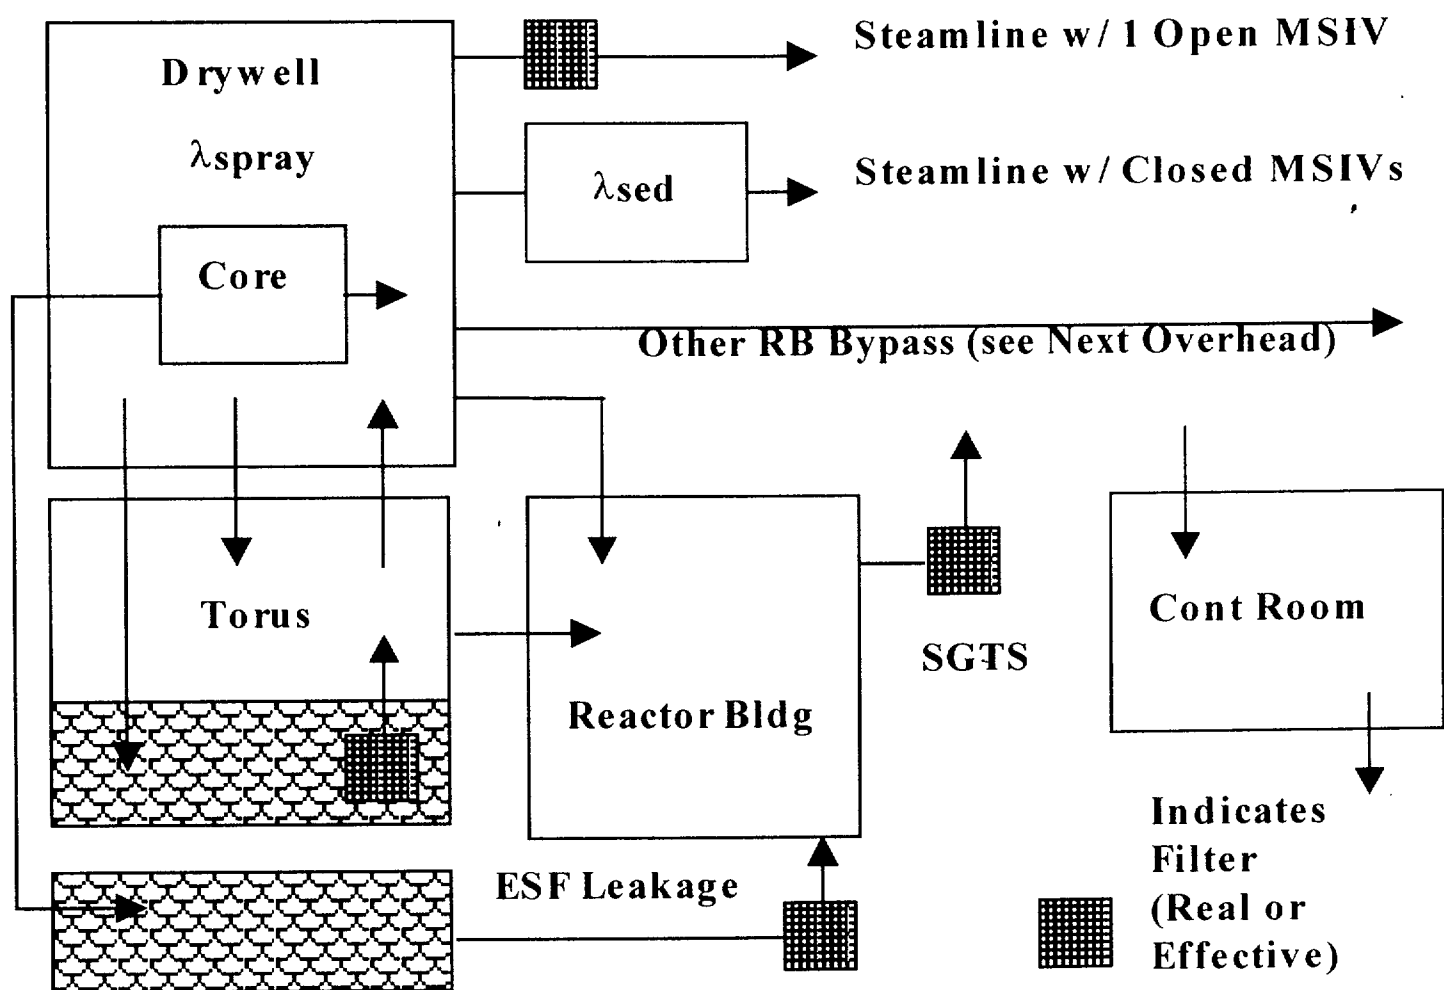 Steamline w/ 1 Open MSIV
Drywell
λspray
Steamline w/ Closed MSIVs
λsed
Core
Other RB Bypass (see Next Overhead)
Torus
Cont Room
SGTS
Reactor Bldg
ESF Leakage
Indicates
Filter
(Real or
Effective)